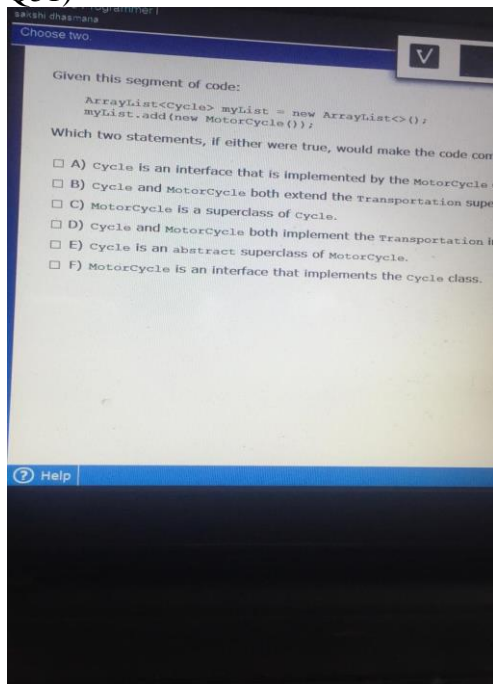 sakshi dhasmana
Choose two.
Given this segment of code:
ArrayList<Cycle> myList = new ArrayList<>();
myList.add(new MotorCycle());
Which two statements, if either were true, would make the code com
A) Cycle is an interface that is implemented by the MotorCycle
B) Cycle and MotorCycle both extend the Transportation supe
C) MotorCycle is a superclass of Cycle.
D) Cycle and MotorCycle both implement the Transportation i
E) Cycle is an abstract superclass of MotorCycle.
F) MotorCycle is an interface that implements the Cycle class.
? Help